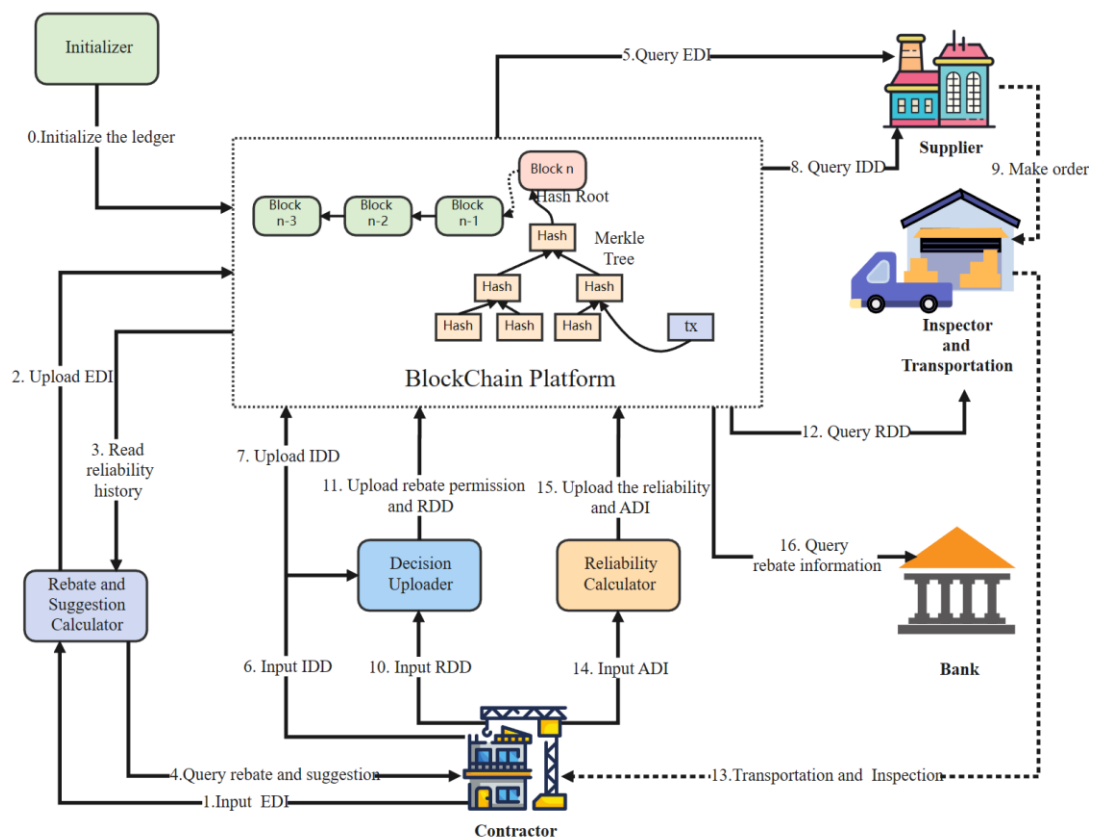 Initializer
0.Initialize the ledger
5.Query EDI
Supplier
8. Query IDD
9. Make order
Block n
Hash Root
Block
n-3
Block
n-2
Block
n-1
Hash
Merkle
Tree
Hash
Hash
Hash
Hash
Hash
tx
BlockChain Platform
Inspector
and
Transportation
2. Upload EDI
3. Read
reliability
history
7. Upload IDD
11. Upload rebate permission
and RDD
15. Upload the reliability
and ADI
12. Query RDD
16. Query
rebate information
Rebate and
Suggestion
Calculator
Decision
Uploader
Reliability
Calculator
Bank
6. Input IDD
10. Input RDD
14. Input ADI
4.Query rebate and suggestion
1.Input EDI
13.Transportation and Inspection
Contractor